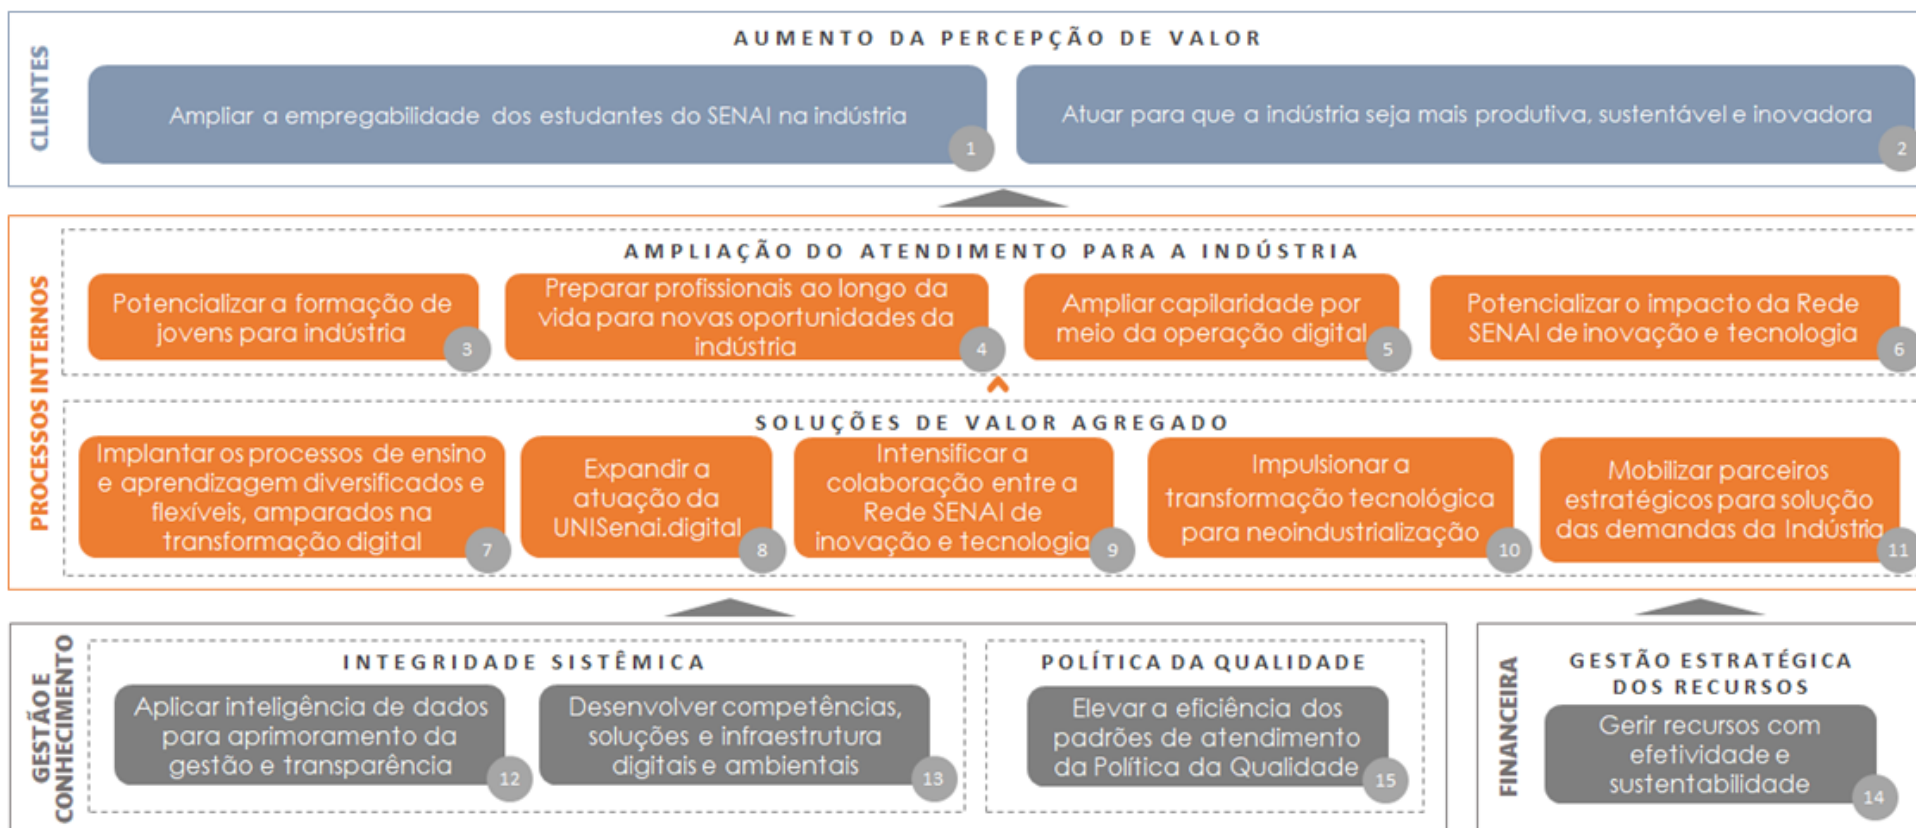 CLIENTES
AUMENTO DA PERCEPÇÃO DE VALOR
Ampliar a empregabilidade dos estudantes do SENAI na indústria
1
Atuar para que a indústria seja mais produtiva, sustentável e inovadora
2
PROCESSOS INTERNOS
AMPLIAÇÃO DO ATENDIMENTO PARA A INDÚSTRIA
Potencializar a formação de
jovens para indústria
3
Preparar profissionais ao longo da
vida para novas oportunidades da
indústria
4
Ampliar capilaridade por
meio da operação digital
5
Potencializar o impacto da Rede
SENAI de inovação e tecnologia
6
SOLUÇÕES DE VALOR AGREGADO
Implantar os processos de ensino
e aprendizagem diversificados e
flexíveis, amparados na
transformação digital
7
Expandir a
atuação da
UNISenai.digital
8
Intensificar a
colaboração entre a
Rede SENAI de
inovação e tecnologia
9
Impulsionar a
transformação tecnológica
para neoindustrialização
10
Mobilizar parceiros
estratégicos para solução
das demandas da Indústria
11
GESTÃO E
CONHECIMENTO
INTEGRIDADE SISTÊMICA
Aplicar inteligência de dados
para aprimoramento da
gestão e transparência
12
Desenvolver competências,
soluções e infraestrutura
digitais e ambientais
13
POLÍTICA DA QUALIDADE
Elevar a eficiência dos
padrões de atendimento
da Política da Qualidade
15
FINANCEIRA
GESTÃO ESTRATÉGICA
DOS RECURSOS
Gerir recursos com
efetividade e
sustentabilidade
14